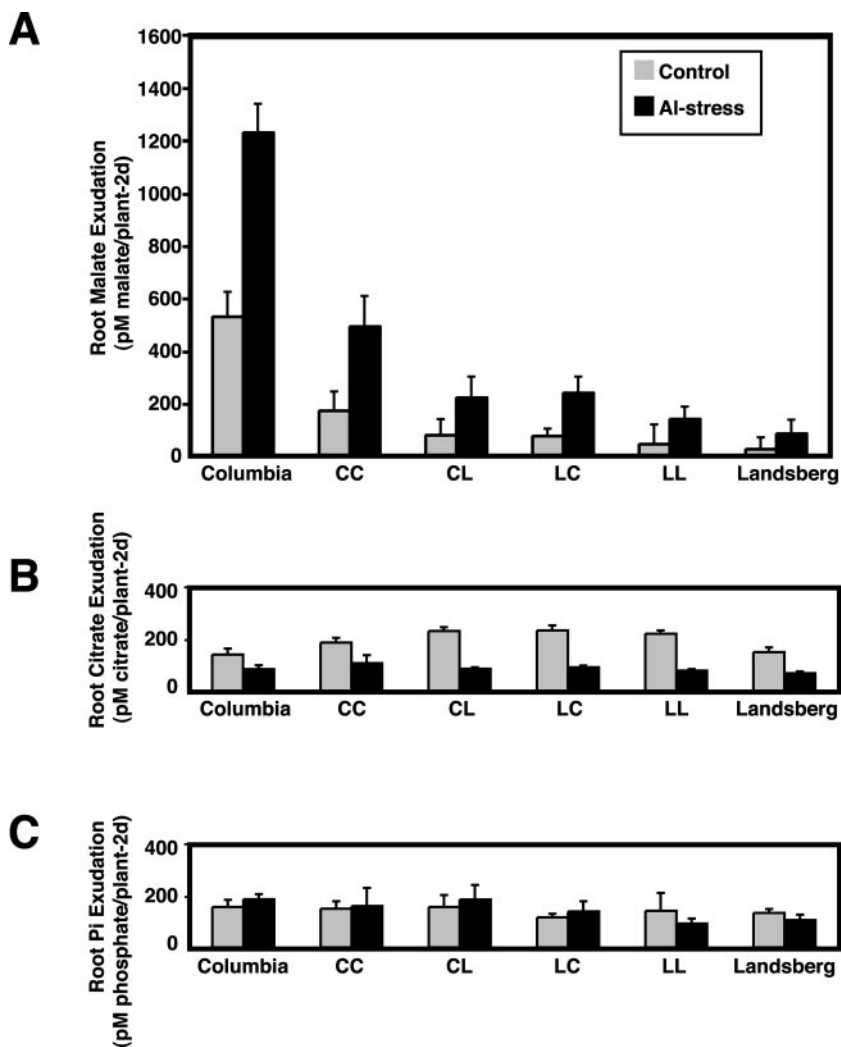 A
Root Malate Exudation
(pM malate/plant-2d)
1600
1400
1200
1000
800
600
400
200
0
Control
Al-stress
Columbia CC CL LC LL Landsberg
B
Root Citrate Exudation
(pM citrate/plant-2d)
400
200
0
Columbia CC CL LC LL Landsberg
C
Root Pi Exudation
(pM phosphate/plant-2d)
400
200
0
Columbia CC CL LC LL Landsberg